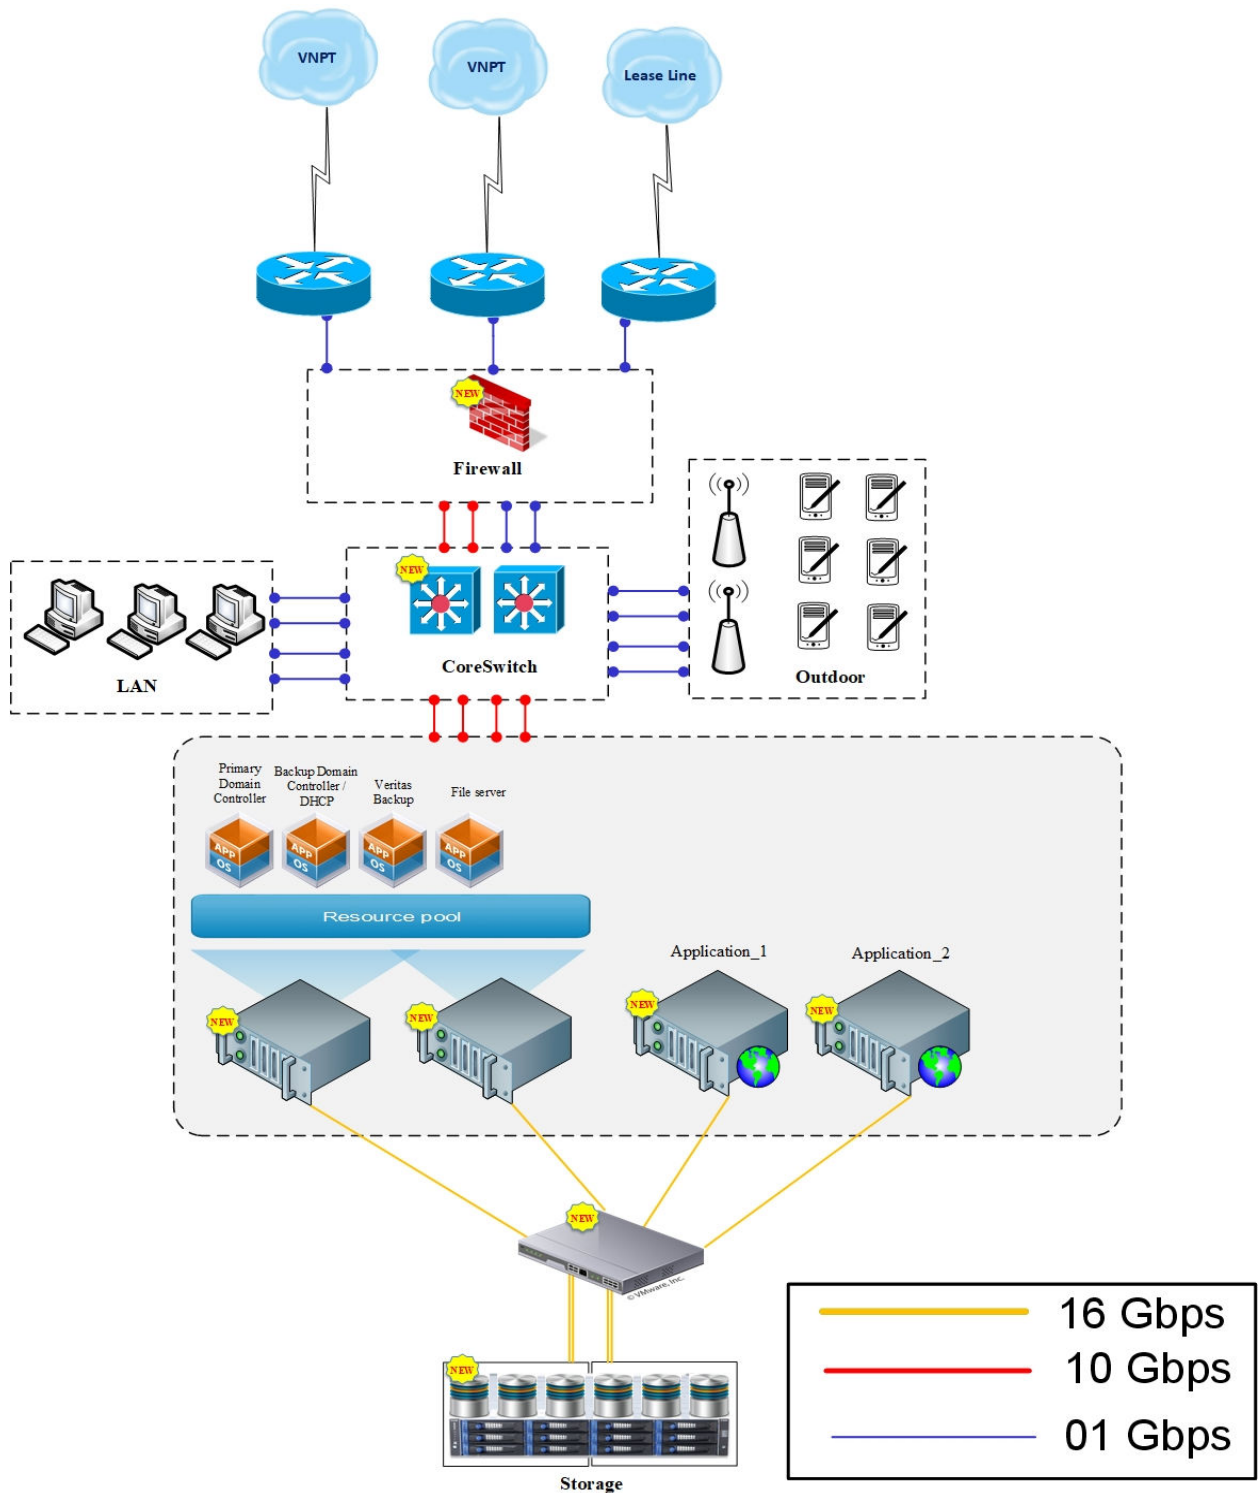 VNPT
VNPT
Lease Line
NEW
Firewall
NEW
CoreSwitch
LAN
Outdoor
Primary
Domain
Controller
Backup Domain
Controller /
DHCP
Veritas
Backup
File server
APP
OS
APP
OS
APP
OS
APP
OS
Resource pool
Application_1
Application_2
NEW
NEW
NEW
NEW
NEW
© VMware, Inc.
NEW
Storage
16 Gbps
10 Gbps
01 Gbps